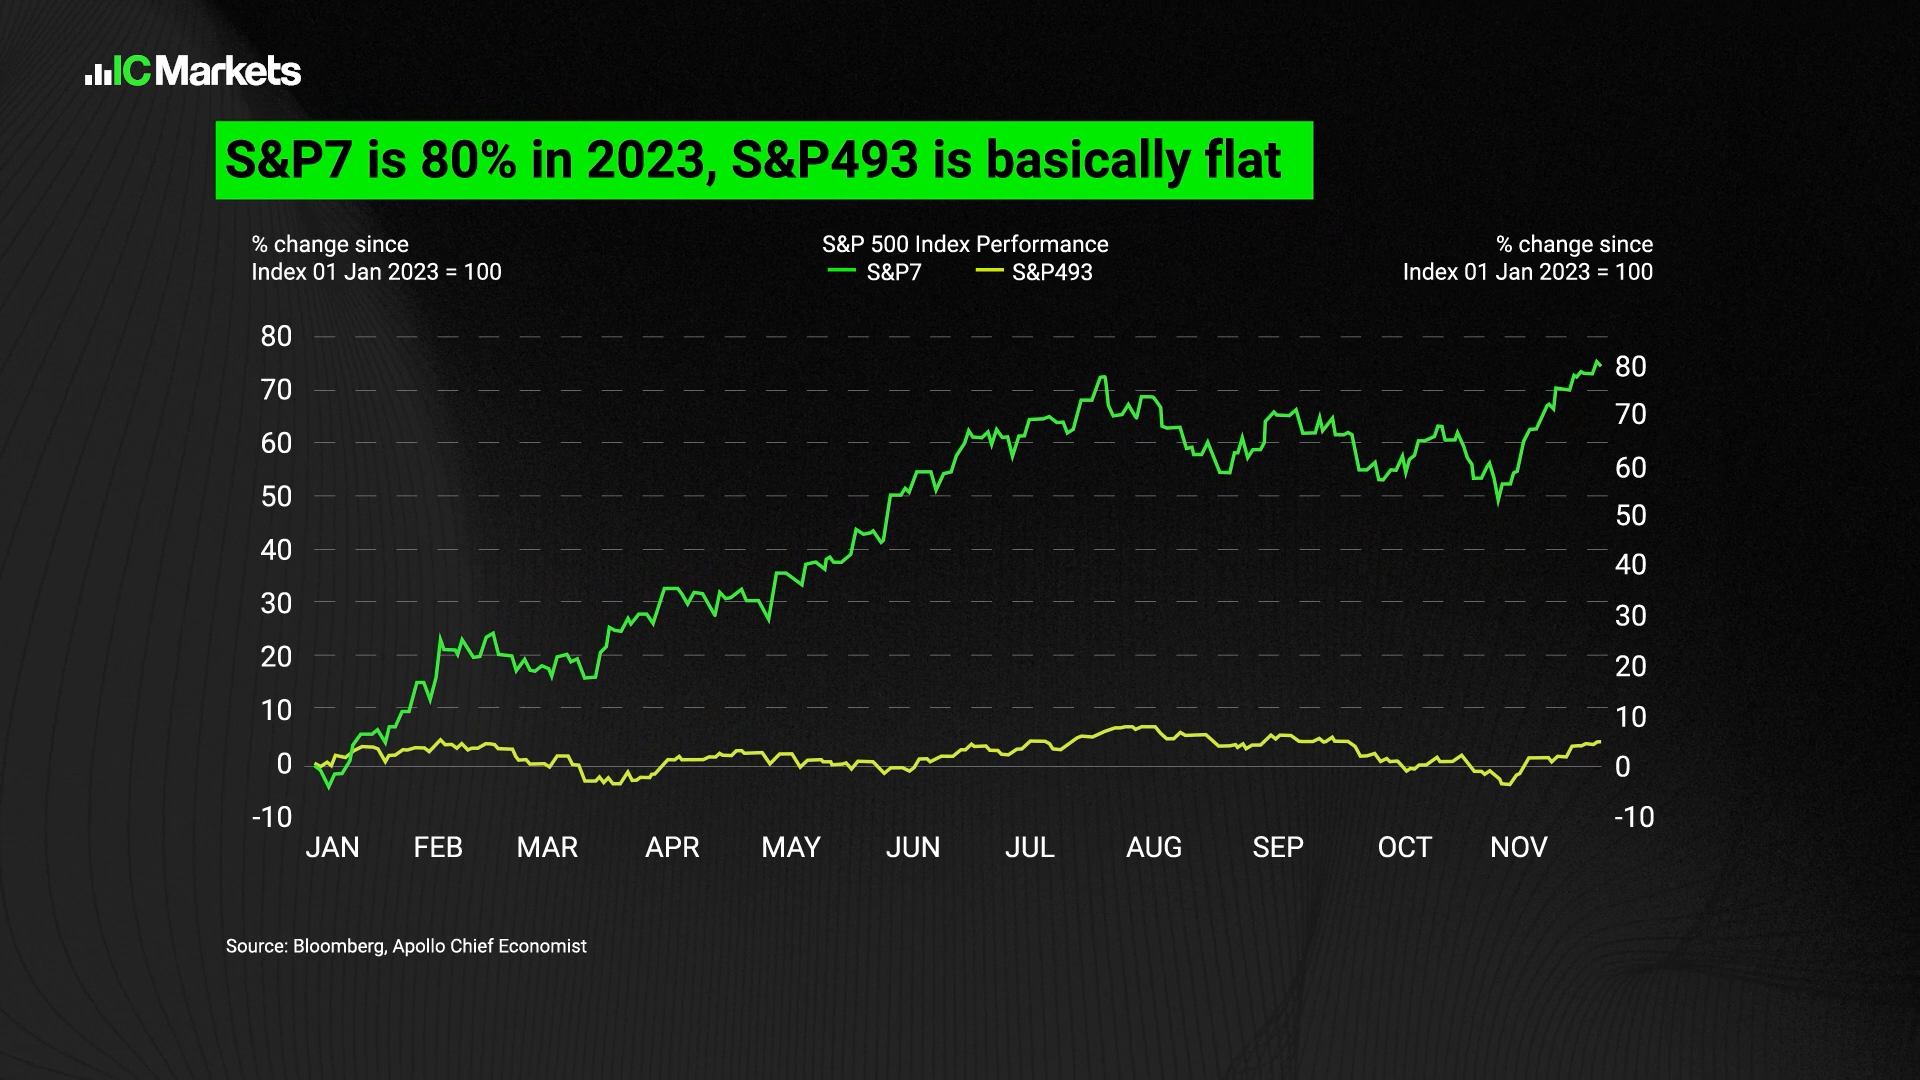 IC Markets
S&P7 is 80% in 2023, S&P493 is basically flat
% change since
Index 01 Jan 2023 = 100
S&P 500 Index Performance
S&P7 S&P493
% change since
Index 01 Jan 2023 = 100
80
70
60
50
40
30
20
10
0
-10
80
70
60
50
40
30
20
10
0
-10
JAN FEB MAR APR MAY JUN JUL AUG SEP OCT NOV
Source: Bloomberg, Apollo Chief Economist